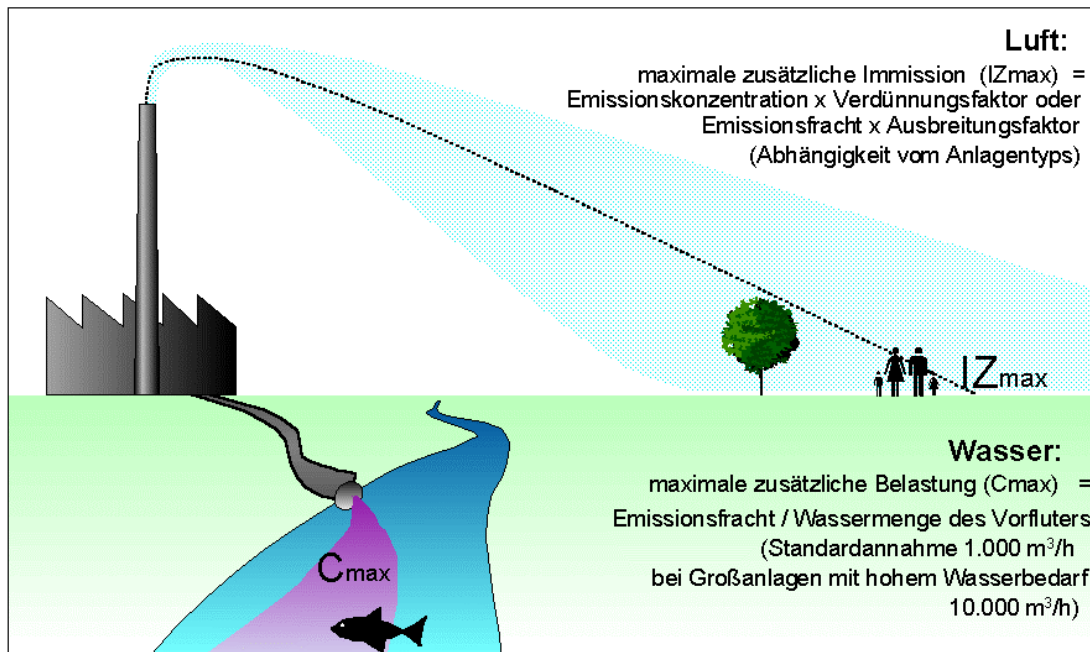 Luft:
maximale zusätzliche Immission (IZmax) =
Emissionskonzentration x Verdünnungsfaktor oder
Emissionsfracht x Ausbreitungsfaktor
(Abhängigkeit vom Anlagentyps)
IZmax
Wasser:
maximale zusätzliche Belastung (Cmax) =
Emissionsfracht / Wassermenge des Vorfluters
(Standardannahme 1.000 m³/h
bei Großanlagen mit hohem Wasserbedarf
10.000 m³/h)
Cmax